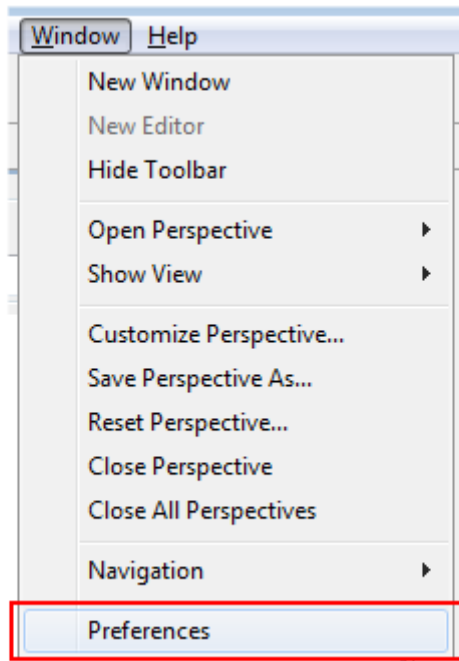 Window Help
New Window
New Editor
Hide Toolbar
Open Perspective
Show View
Customize Perspective...
Save Perspective As...
Reset Perspective...
Close Perspective
Close All Perspectives
Navigation
Preferences